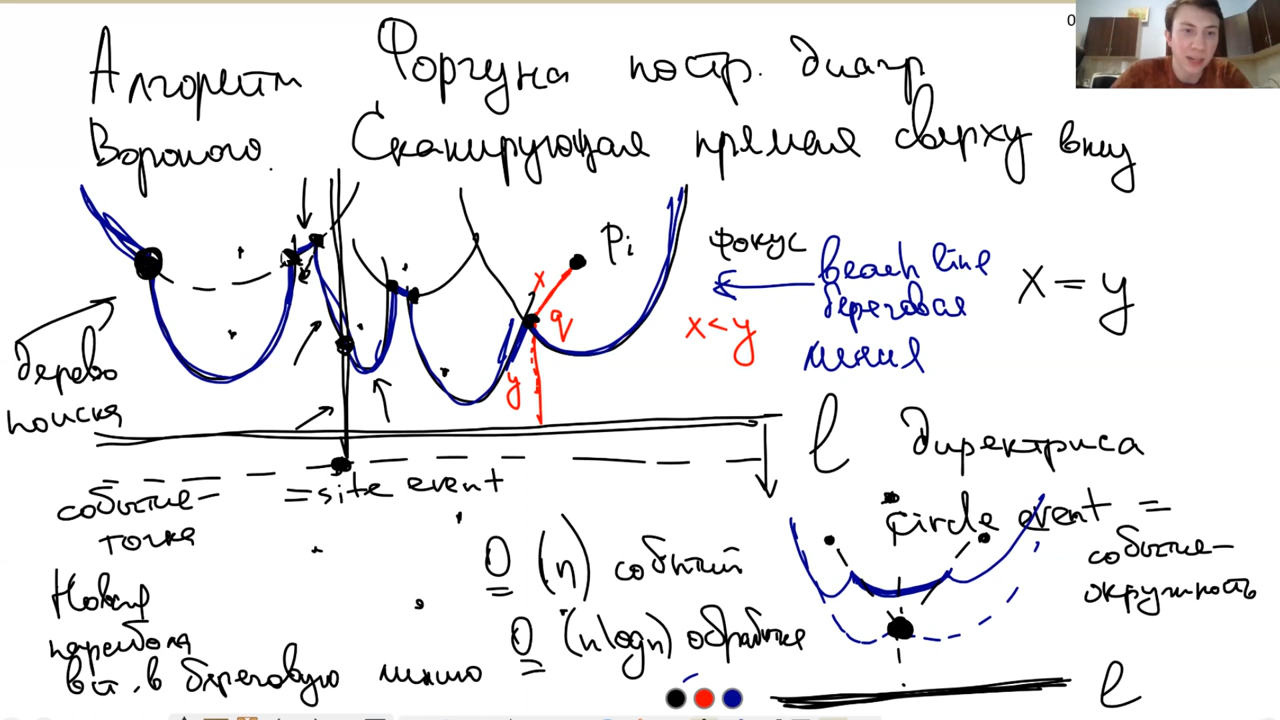 Алгоритм Форчуна постр. диагр
Вороного. Сканирующая прямая сверху вниз
Pi
фокус
beach line
береговая
линия
x = y
x
q
x < y
y
дерево
поиска
l директриса
событие-
точка
= site event
circle event =
событие-
окружность
O (n) событий
O (n log n) обработка
Новая
парабола
вст. в береговую линию
l